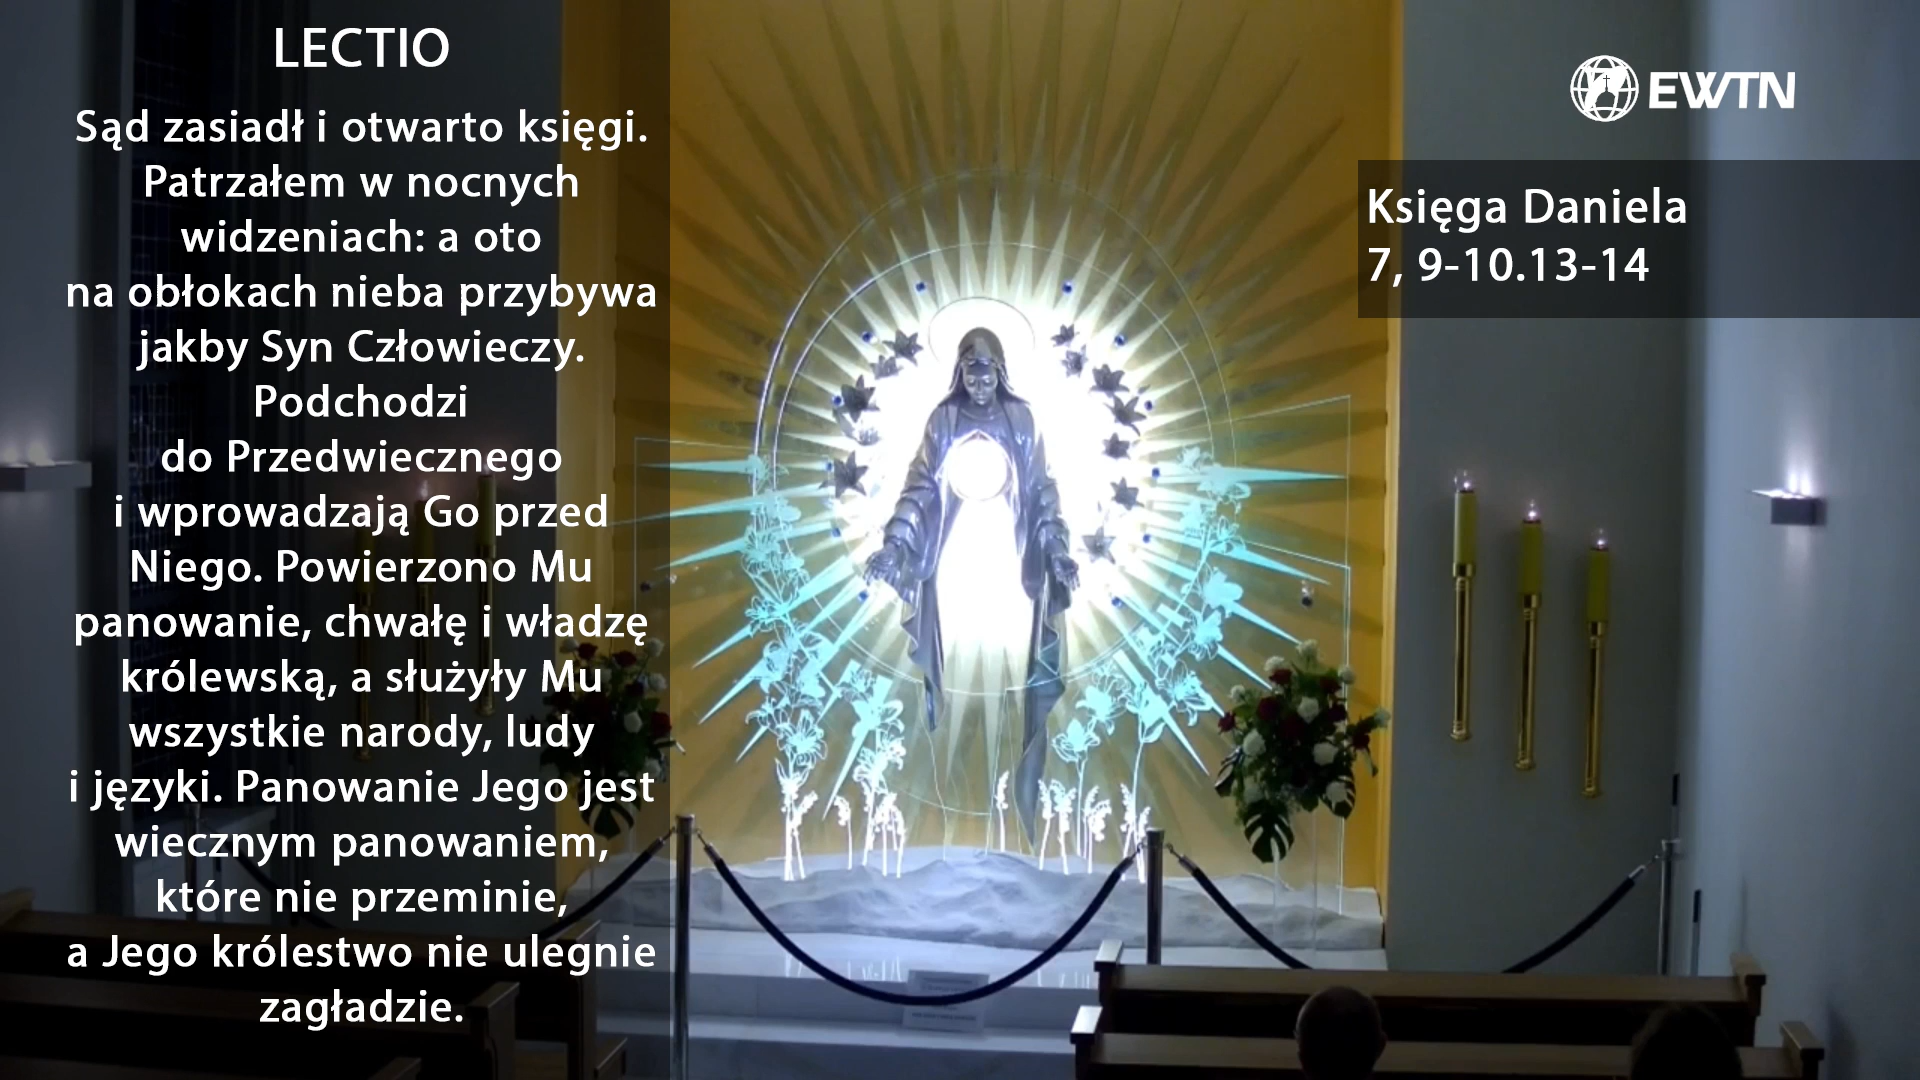 LECTIO
Sąd zasiadł i otwarto księgi.
Patrzałem w nocnych
widzeniach: a oto
na obłokach nieba przybywa
jakby Syn Człowieczy.
Podchodzi
do Przedwiecznego
i wprowadzają Go przed
Niego. Powierzono Mu
panowanie, chwałę i władzę
królewską, a służyły Mu
wszystkie narody, ludy
i języki. Panowanie Jego jest
wiecznym panowaniem,
które nie przeminie,
a Jego królestwo nie ulegnie
zagładzie.
EWTN
Księga Daniela
7, 9-10.13-14